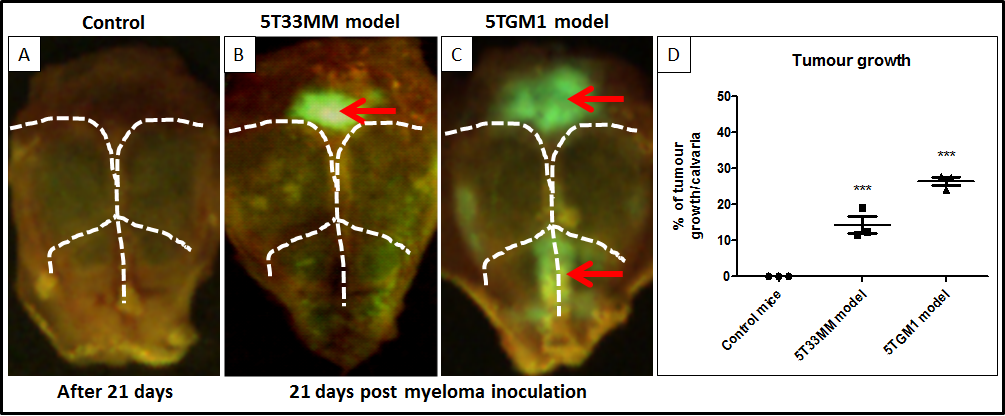 Control
5T33MM model
5TGM1 model
A
B
C
D
Tumour growth
% of tumour
growth/calvaria
50
40
30
20
10
0
***
***
Control mice
5T33MM model
5TGM1 model
After 21 days
21 days post myeloma inoculation